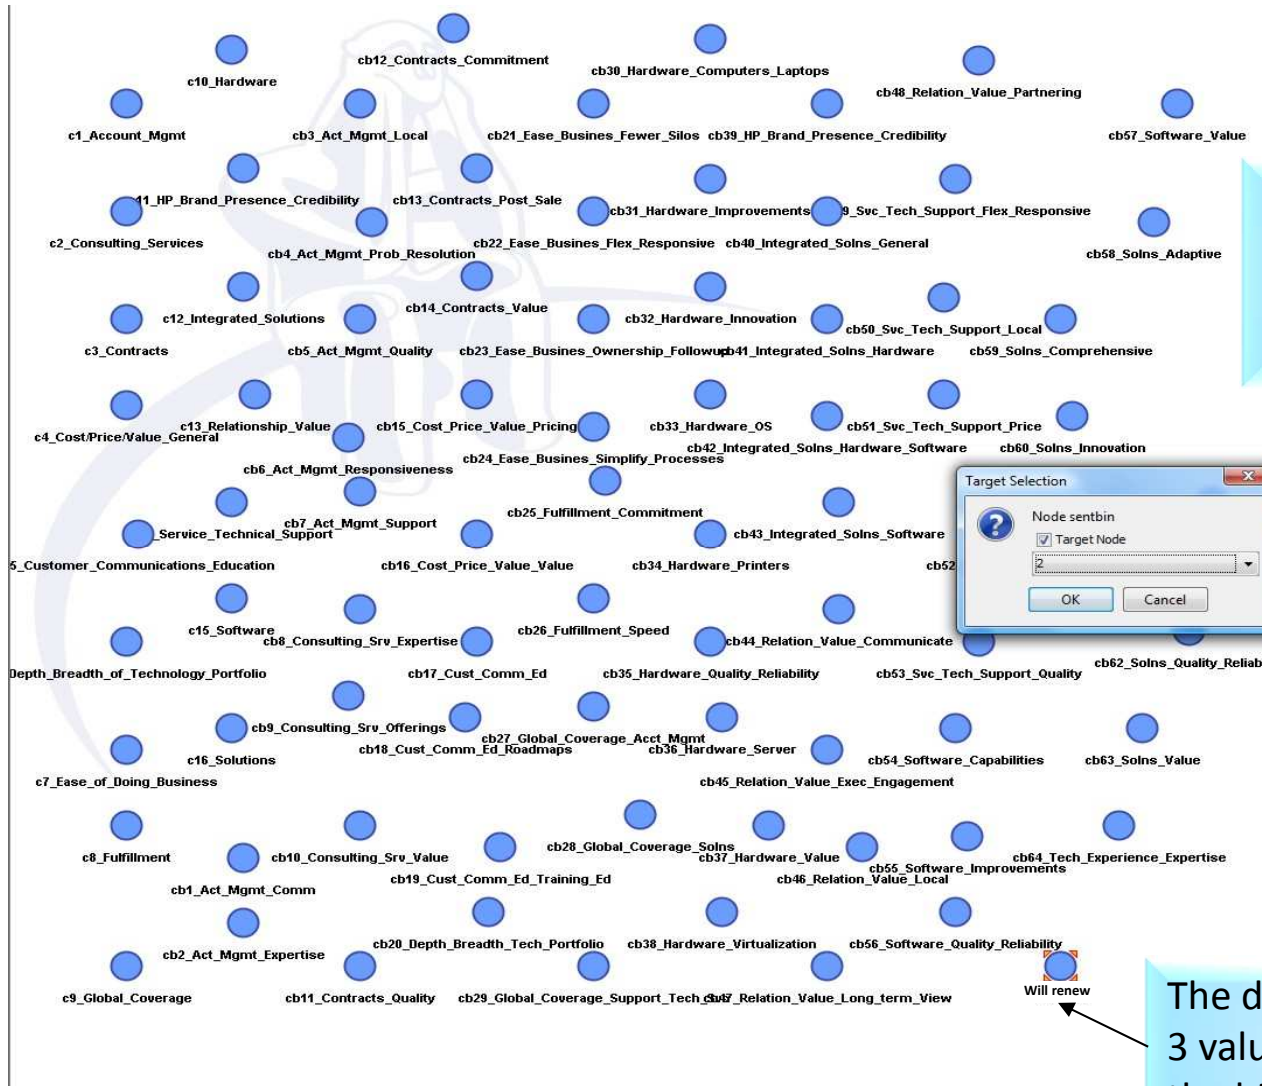 cb12_Contracts_Commitment
cb30_Hardware_Computers_Laptops
c10_Hardware
cb48_Relation_Value_Partnering
c1_Account_Mgmt
cb3_Act_Mgmt_Local
cb21_Ease_Busines_Fewer_Silos
cb39_HP_Brand_Presence_Credibility
cb57_Software_Value
11_HP_Brand_Presence_Credibility
cb13_Contracts_Post_Sale
cb31_Hardware_Improvements
9_Svc_Tech_Support_Flex_Responsive
c2_Consulting_Services
cb4_Act_Mgmt_Prob_Resolution
cb22_Ease_Busines_Flex_Responsive
cb40_Integrated_Solns_General
cb58_Solns_Adaptive
cb14_Contracts_Value
c12_Integrated_Solutions
cb32_Hardware_Innovation
cb50_Svc_Tech_Support_Local
c3_Contracts
cb5_Act_Mgmt_Quality
cb23_Ease_Busines_Ownership_Followup
cb41_Integrated_Solns_Hardware
cb59_Solns_Comprehensive
c13_Relationship_Value
cb15_Cost_Price_Value_Pricing
cb33_Hardware_OS
cb51_Svc_Tech_Support_Price
c4_Cost/Price/Value_General
cb42_Integrated_Solns_Hardware_Software
cb60_Solns_Innovation
cb24_Ease_Busines_Simplify_Processes
cb6_Act_Mgmt_Responsiveness
Target Selection
Node sentbin
Target Node
2
OK
Cancel
cb25_Fulfillment_Commitment
cb7_Act_Mgmt_Support
_Service_Technical_Support
cb43_Integrated_Solns_Software
5_Customer_Communications_Education
cb16_Cost_Price_Value_Value
cb34_Hardware_Printers
cb52
c15_Software
cb8_Consulting_Srv_Expertise
cb26_Fulfillment_Speed
cb44_Relation_Value_Communicate
Depth_Breadth_of_Technology_Portfolio
cb17_Cust_Comm_Ed
cb35_Hardware_Quality_Reliability
cb53_Svc_Tech_Support_Quality
cb62_Solns_Quality_Reliab
cb9_Consulting_Srv_Offerings
cb27_Global_Coverage_Acct_Mgmt
cb18_Cust_Comm_Ed_Roadmaps
cb36_Hardware_Server
c16_Solutions
cb54_Software_Capabilities
cb63_Solns_Value
c7_Ease_of_Doing_Business
cb45_Relation_Value_Exec_Engagement
cb28_Global_Coverage_Solns
c8_Fulfillment
cb10_Consulting_Srv_Value
cb37_Hardware_Value
cb64_Tech_Experience_Expertise
cb55_Software_Improvements
cb1_Act_Mgmt_Comm
cb19_Cust_Comm_Ed_Training_Ed
cb46_Relation_Value_Local
cb20_Depth_Breadth_Tech_Portfolio
cb38_Hardware_Virtualization
cb56_Software_Quality_Reliability
cb2_Act_Mgmt_Expertise
c9_Global_Coverage
cb11_Contracts_Quality
cb29_Global_Coverage_Support_Tech_Svs
cb47_Relation_Value_Long_term_View
Will renew
The d
3 valu